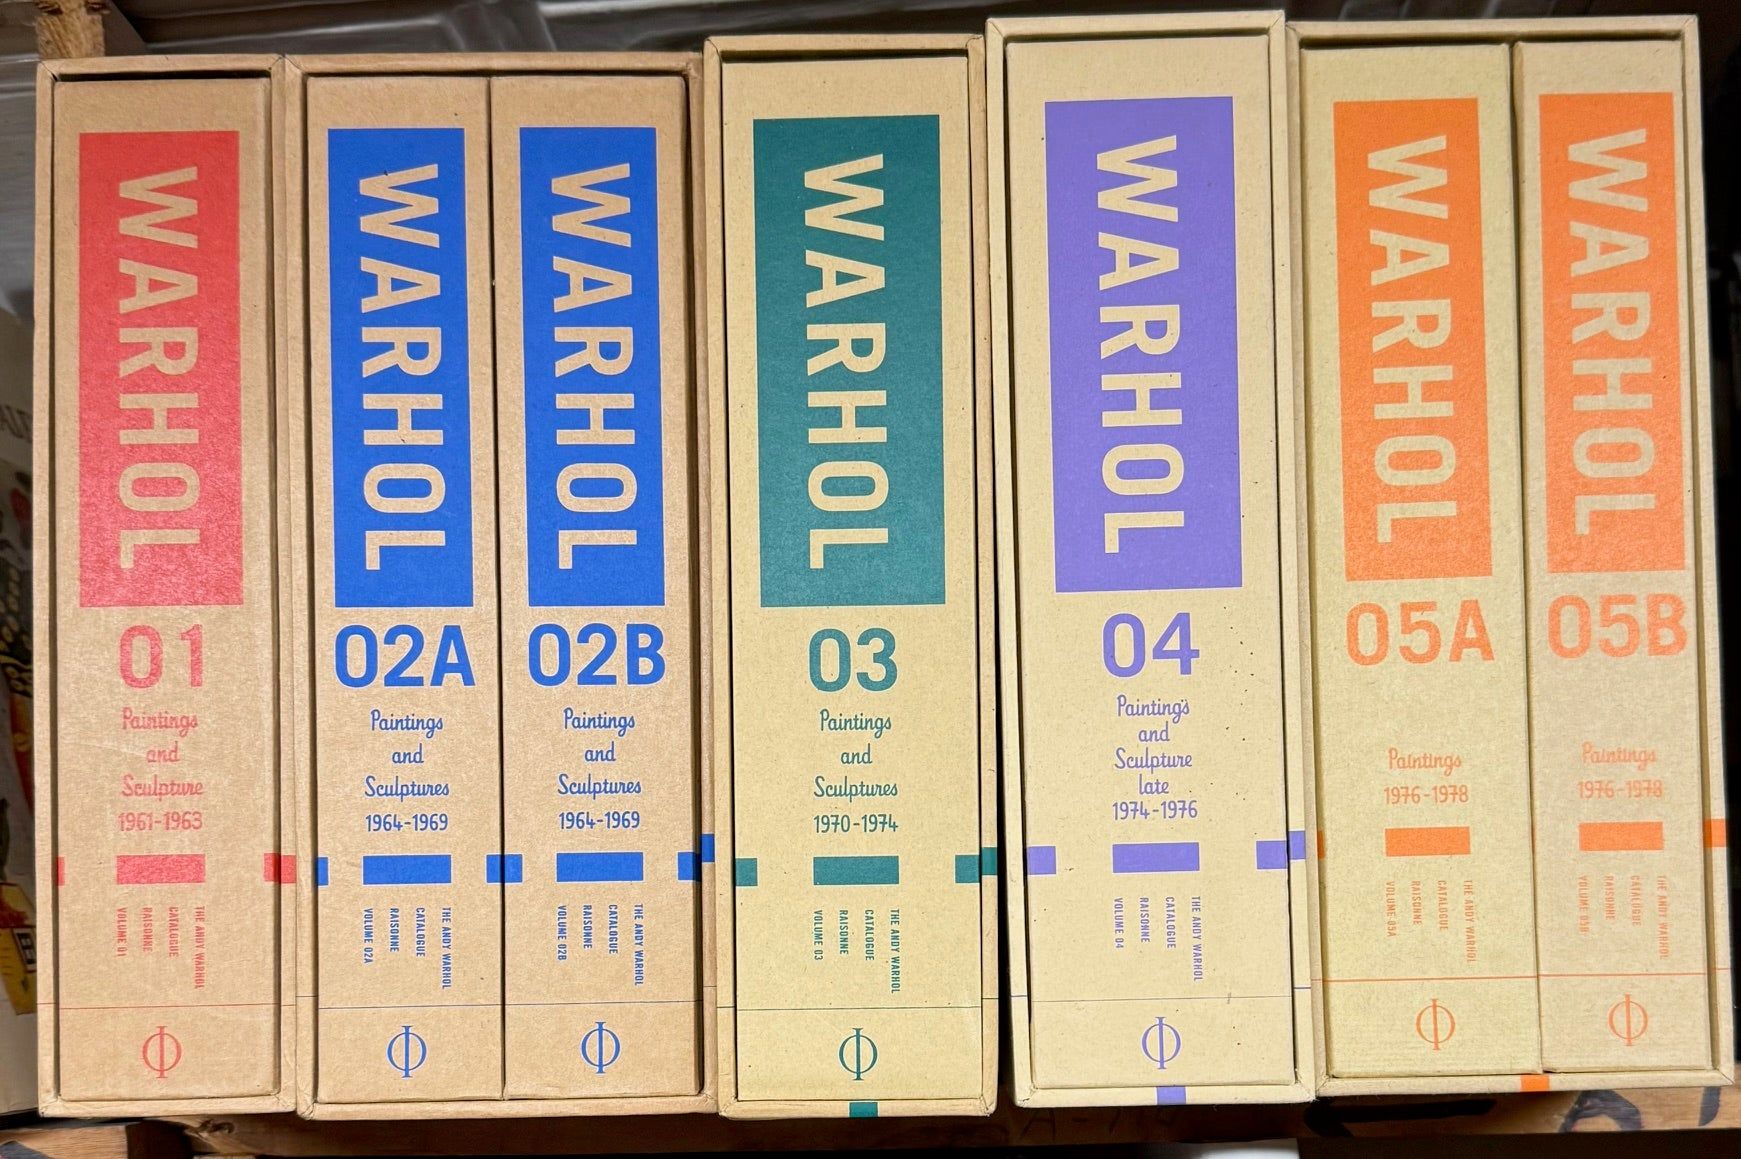 WARHOL
01
Paintings
and
Sculpture
1961-1963
THE ANDY WARHOL
CATALOGUE
RAISONNE
VOLUME 01
WARHOL
02A
Paintings
and
Sculptures
1964-1969
THE ANDY WARHOL
CATALOGUE
RAISONNE
VOLUME 02A
WARHOL
02B
Paintings
and
Sculptures
1964-1969
THE ANDY WARHOL
CATALOGUE
RAISONNE
VOLUME 02B
WARHOL
03
Paintings
and
Sculptures
1970-1974
THE ANDY WARHOL
CATALOGUE
RAISONNE
VOLUME 03
WARHOL
04
Paintings
and
Sculpture
late
1974-1976
THE ANDY WARHOL
CATALOGUE
RAISONNE
VOLUME 04
WARHOL
05A
Paintings
1976-1978
THE ANDY WARHOL
CATALOGUE
RAISONNE
VOLUME 05A
WARHOL
05B
Paintings
1976-1978
THE ANDY WARHOL
CATALOGUE
RAISONNE
VOLUME 05B